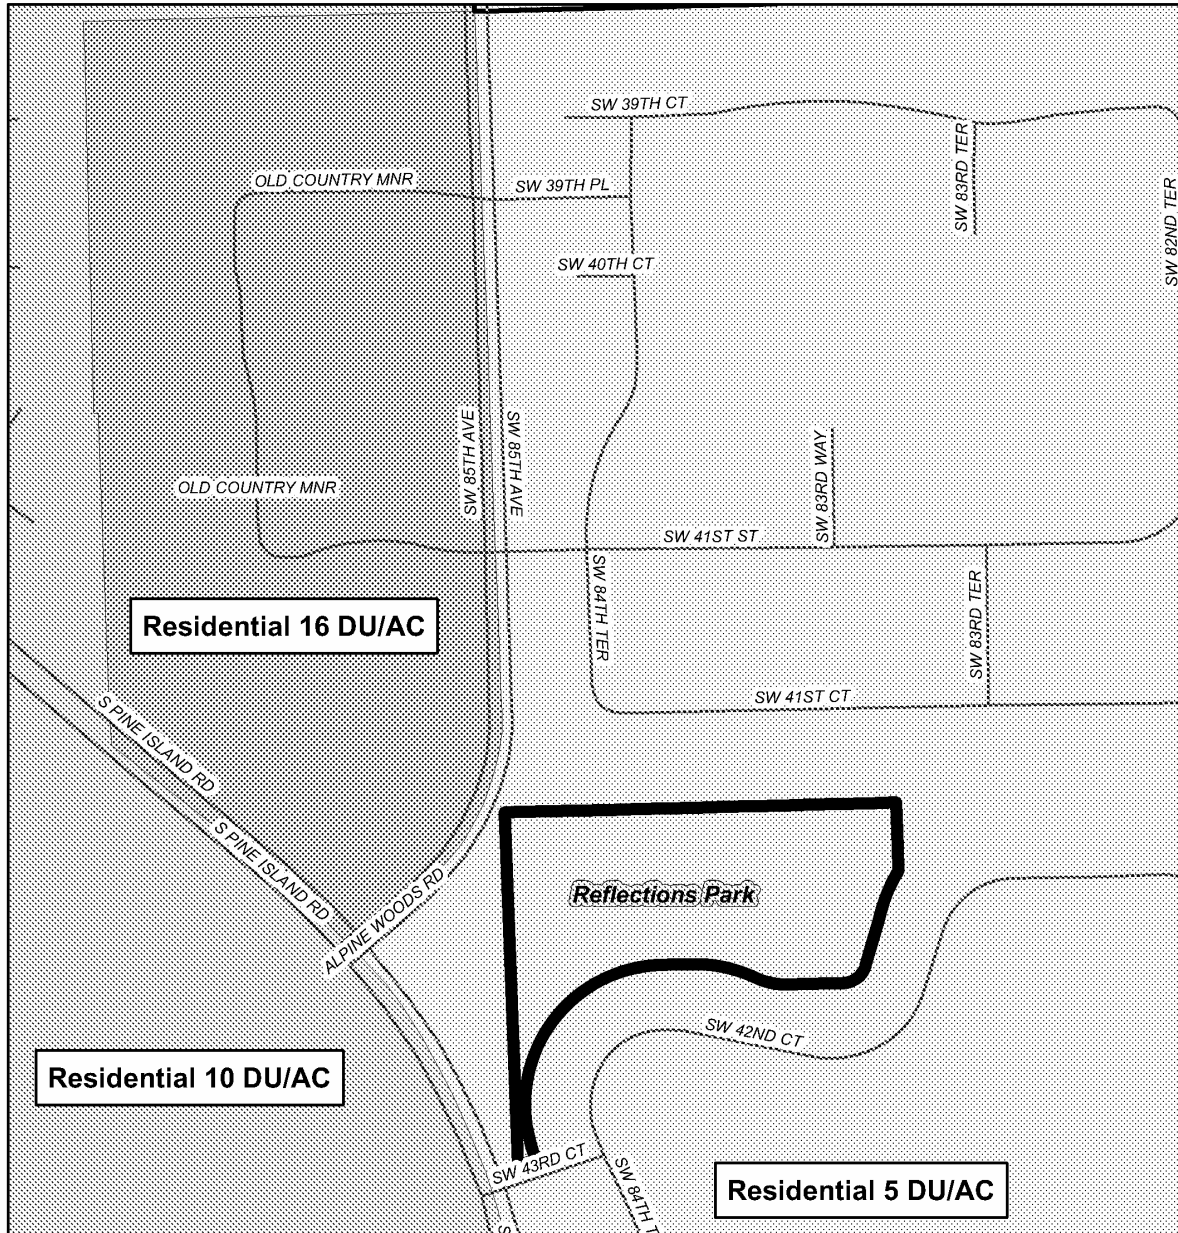 SW 39TH CT
SW 83RD TER
OLD COUNTRY MNR
SW 39TH PL
SW 82ND TER
SW 40TH CT
SW 85TH AVE
SW 85TH AVE
SW 83RD WAY
OLD COUNTRY MNR
SW 41ST ST
SW 84TH TER
SW 83RD TER
Residential 16 DU/AC
SW 41ST CT
S PINE ISLAND RD
S PINE ISLAND RD
ALPINE WOODS RD
Reflections Park
SW 42ND CT
Residential 10 DU/AC
SW 43RD CT
SW 84TH T
Residential 5 DU/AC
S